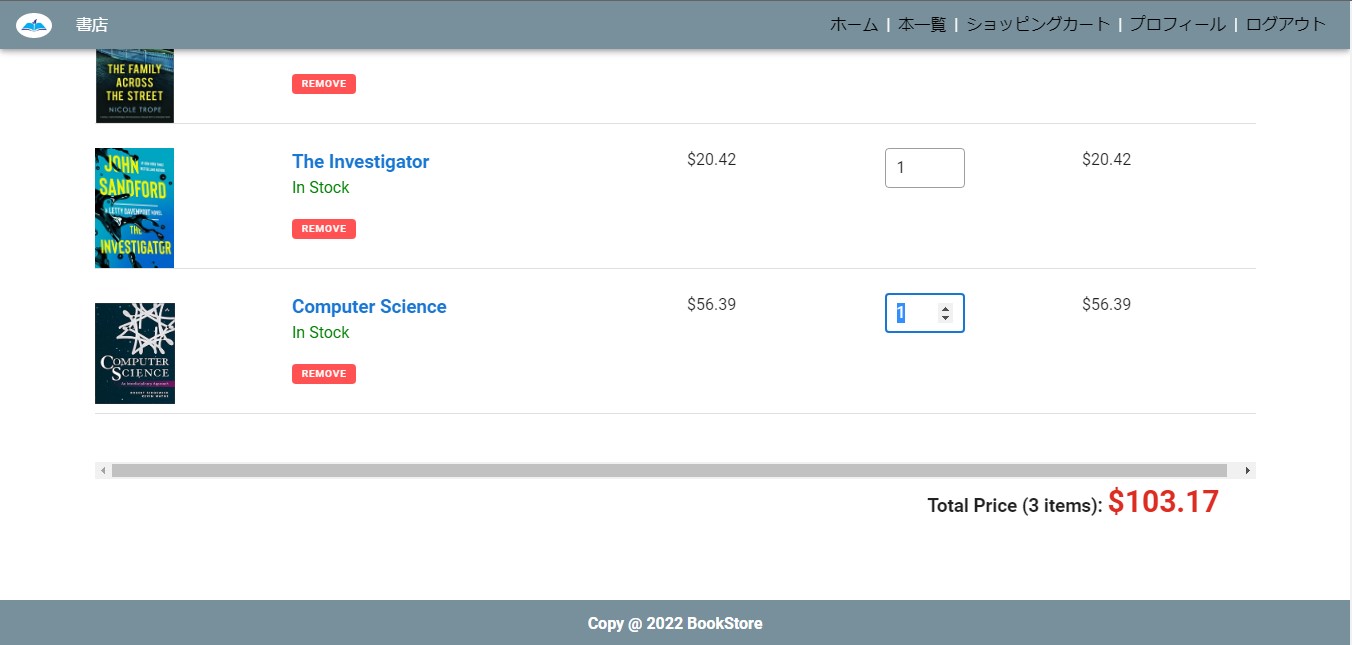 書店
ホーム | 本一覧 | ショッピングカート | プロフィール | ログアウト
THE FAMILY
ACROSS
THE STREET
NICOLE TROPE
REMOVE
JOHN
SANDFORD
A LETTY DAVENPORT NOVEL
THE
INVESTIGATOR
The Investigator
In Stock
REMOVE
$20.42
1
$20.42
COMPUTER
SCIENCE
An Interdisciplinary Approach
ROBERT SEDGEWICK
KEVIN WAYNE
Computer Science
In Stock
REMOVE
$56.39
1
$56.39
Total Price (3 items): $103.17
Copy @ 2022 BookStore